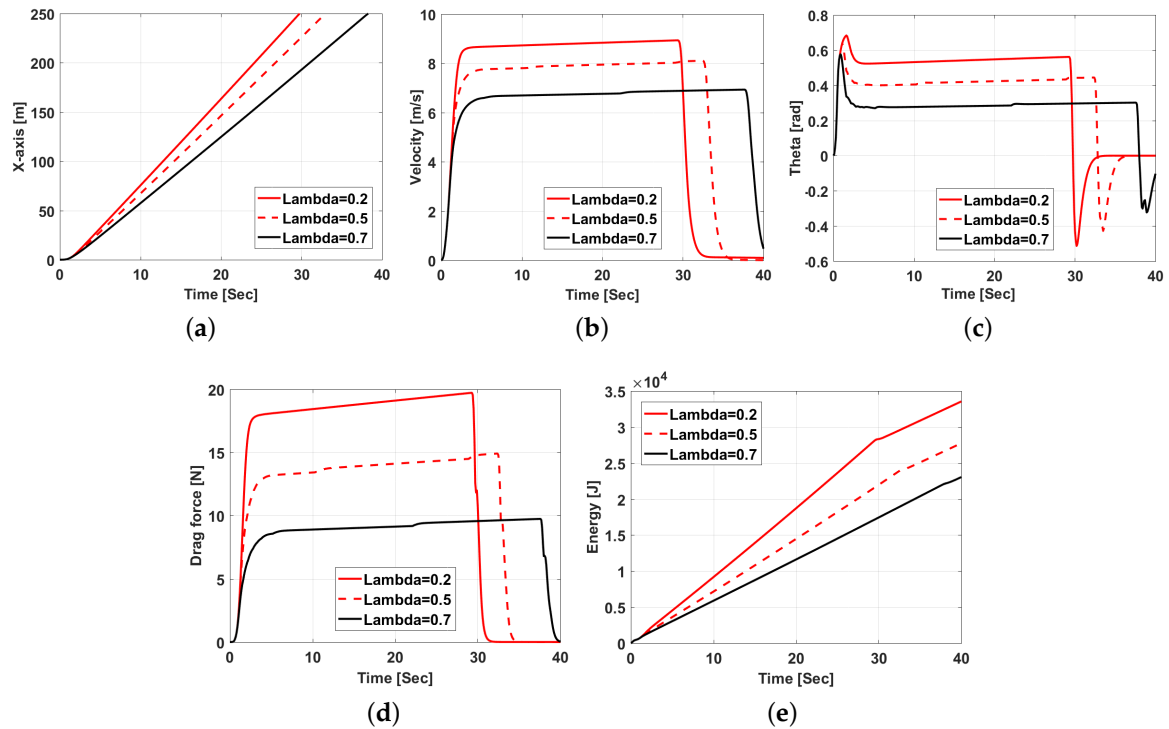 250
200
150
100
50
0
X-axis [m]
0 10 20 30 40
Time [Sec]
Lambda=0.2
Lambda=0.5
Lambda=0.7
(a)
10
8
6
4
2
0
Velocity [m/s]
0 10 20 30 40
Time [Sec]
Lambda=0.2
Lambda=0.5
Lambda=0.7
(b)
1
0.8
0.6
0.4
0.2
0
-0.2
-0.4
-0.6
Theta [rad]
0 10 20 30 40
Time [Sec]
Lambda=0.2
Lambda=0.5
Lambda=0.7
(c)
20
15
10
5
0
Drag force [N]
0 10 20 30 40
Time [Sec]
Lambda=0.2
Lambda=0.5
Lambda=0.7
(d)
×10⁴
3.5
3
2.5
2
1.5
1
0.5
0
Energy [J]
0 10 20 30 40
Time [Sec]
Lambda=0.2
Lambda=0.5
Lambda=0.7
(e)